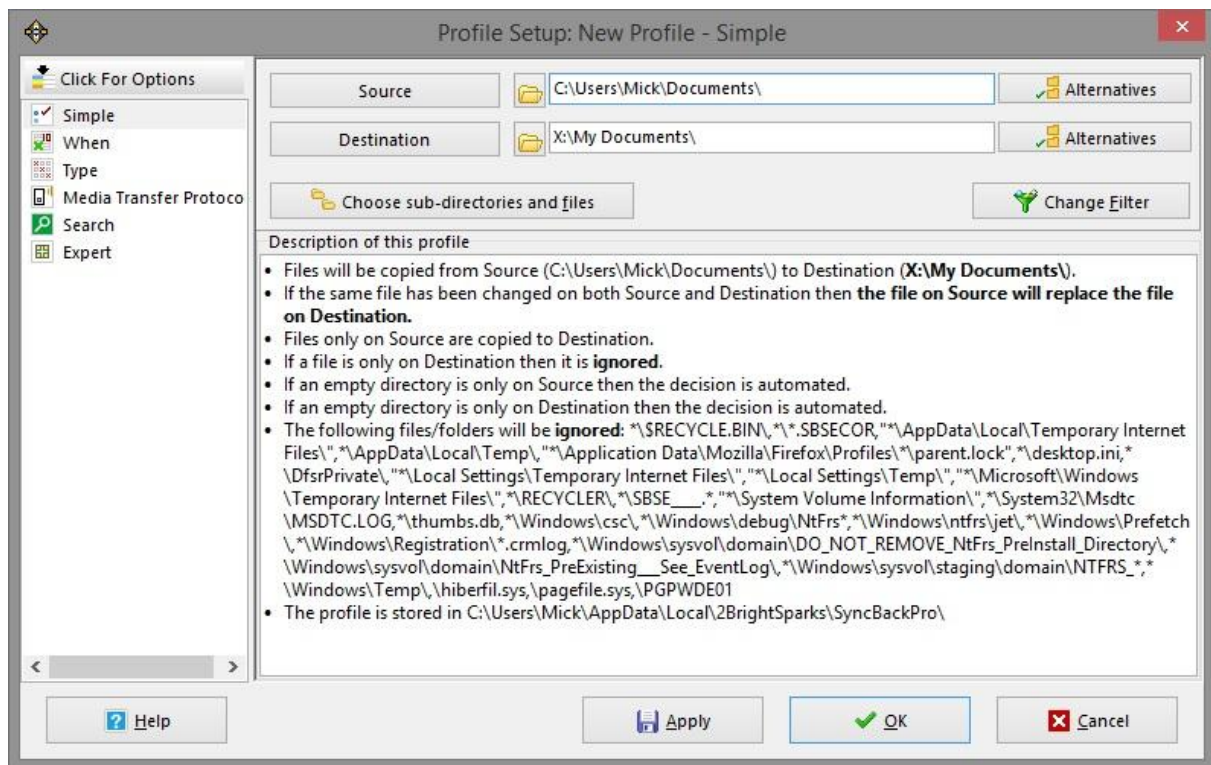 Profile Setup: New Profile - Simple
Click For Options
Simple
When
Type
Media Transfer Protoco
Search
Expert
Source
C:\Users\Mick\Documents\
Alternatives
Destination
X:\My Documents\
Alternatives
Choose sub-directories and files
Change Filter
Description of this profile
• Files will be copied from Source (C:\Users\Mick\Documents\) to Destination (X:\My Documents\).
• If the same file has been changed on both Source and Destination then the file on Source will replace the file
on Destination.
• Files only on Source are copied to Destination.
• If a file is only on Destination then it is ignored.
• If an empty directory is only on Source then the decision is automated.
• If an empty directory is only on Destination then the decision is automated.
• The following files/folders will be ignored: *\$RECYCLE.BIN\,*\*.SBSECOR,"*\AppData\Local\Temporary Internet
Files\",*\AppData\Local\Temp\,"*\Application Data\Mozilla\Firefox\Profiles\*\parent.lock",*\desktop.ini,*
\DfsrPrivate\,"*\Local Settings\Temporary Internet Files\","*\Local Settings\Temp\","*\Microsoft\Windows
\Temporary Internet Files\",*\RECYCLER\,*\SBSE___.*,"*\System Volume Information\",*\System32\Msdtc
\MSDTC.LOG,*\thumbs.db,*\Windows\csc\,*\Windows\debug\NtFrs*,*\Windows\ntfrs\jet\,*\Windows\Prefetch
\,*\Windows\Registration\*.crmlog,*\Windows\sysvol\domain\DO_NOT_REMOVE_NtFrs_PreInstall_Directory\,*
\Windows\sysvol\domain\NtFrs_PreExisting___See_EventLog\,*\Windows\sysvol\staging\domain\NTFRS_*,*
\Windows\Temp\,\hiberfil.sys,\pagefile.sys,\PGPWDE01
• The profile is stored in C:\Users\Mick\AppData\Local\2BrightSparks\SyncBackPro\
Help
Apply
OK
Cancel